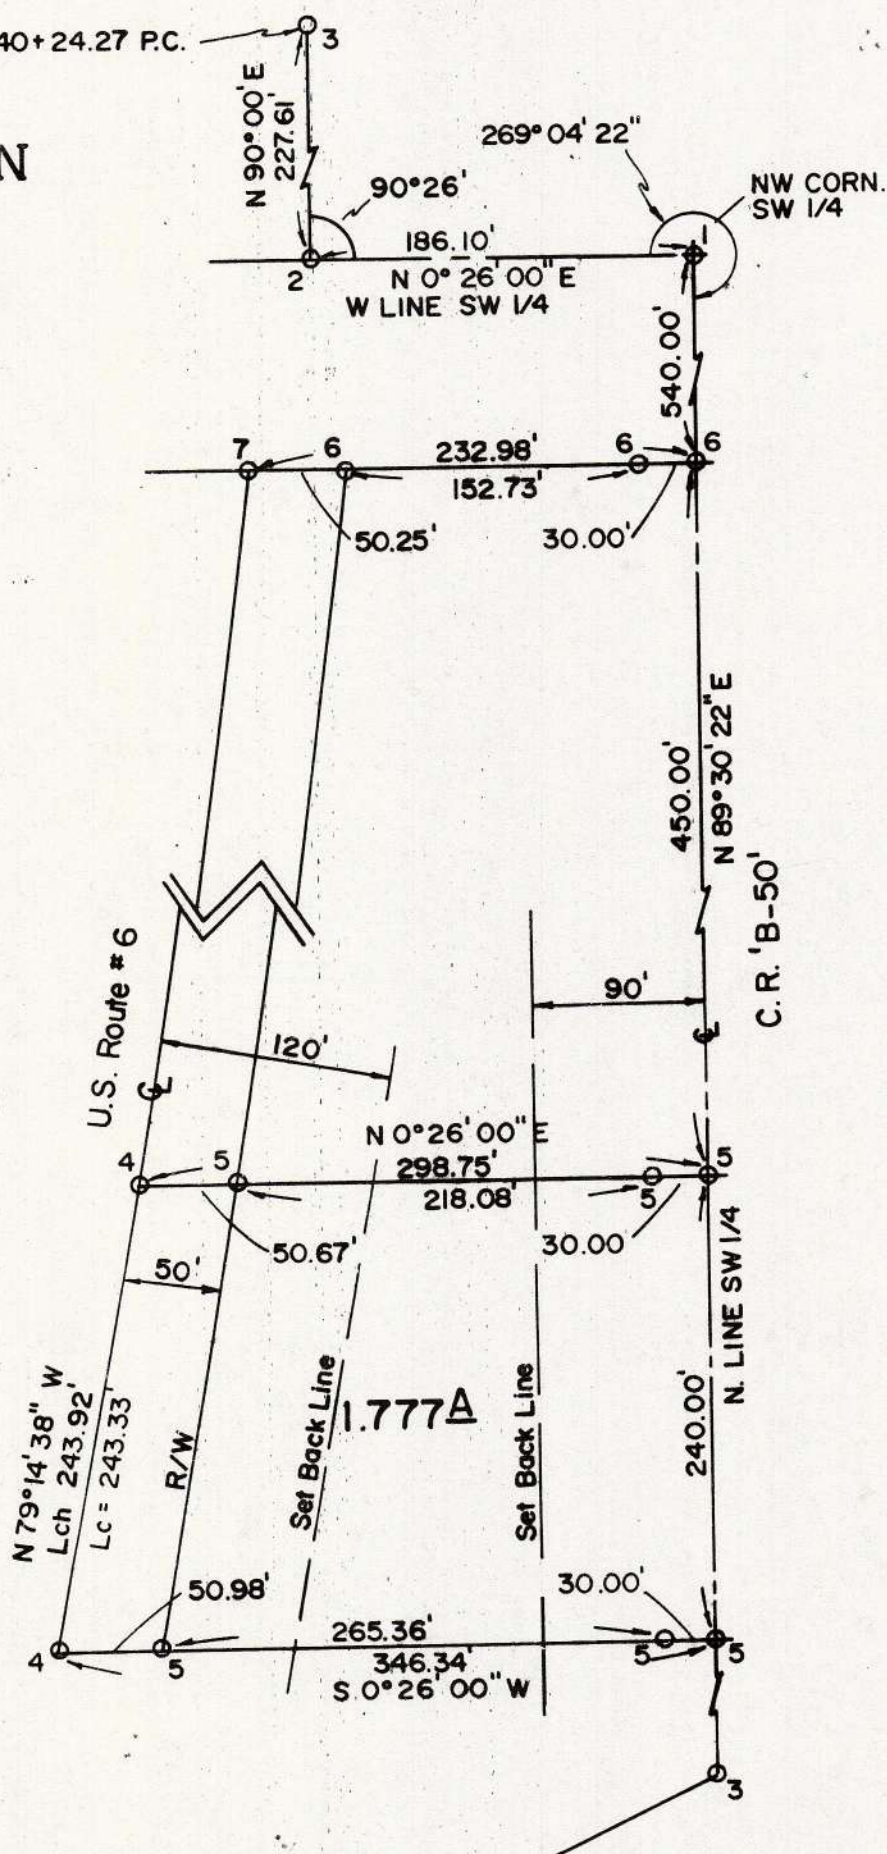 40+24.27 P.C.
3
N
N 90°00' E
227.61'
90°26'
269°04'22"
NW CORN.
SW 1/4
186.10'
1
2
N 0°26'00" E
W LINE SW 1/4
540.00'
7
6
232.98'
6
6
152.73'
50.25'
30.00'
450.00'
N 89°30'22" E
C.R. 'B-50'
90'
U.S. Route #6
120'
N 0°26'00" E
298.75'
4
5
5
218.08'
5
50.67'
30.00'
50'
N. LINE SW 1/4
N 79°14'38" W
Lch 243.92'
Lc = 243.33'
R/W
Set Back Line
1.777 A
Set Back Line
240.00'
50.98'
30.00'
265.36'
4
5
346.34'
5
5
S 0°26'00" W
3